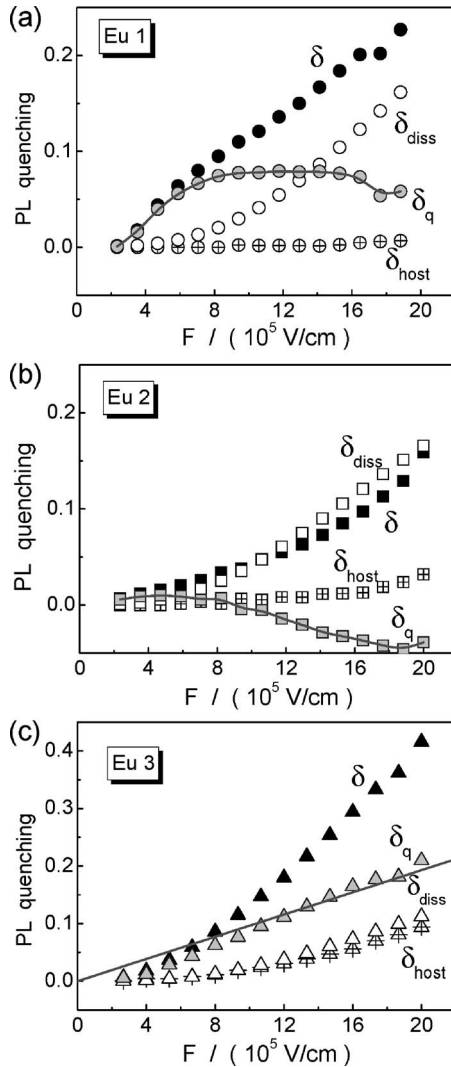 (a)
Eu 1
PL quenching
0.2
0.1
0.0
δ
δdiss
δq
δhost
4 8 12 16 20
F / ( 10⁵ V/cm )
(b)
Eu 2
PL quenching
0.2
0.1
0.0
δdiss
δ
δhost
δq
4 8 12 16 20
F / ( 10⁵ V/cm )
(c)
Eu 3
PL quenching
0.4
0.3
0.2
0.1
0.0
δ
δq
δdiss
δhost
0 4 8 12 16 20
F / ( 10⁵ V/cm )